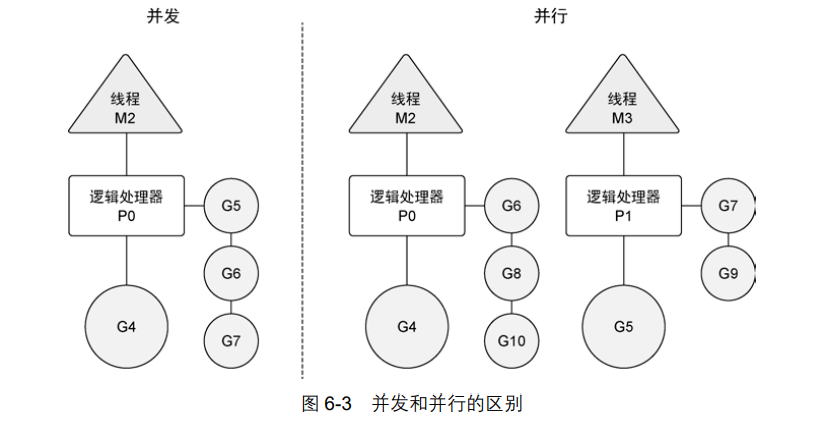 并发
并行
线程
M2
逻辑处理器
P0
G5
G6
G7
G4
线程
M2
逻辑处理器
P0
G6
G8
G10
G4
线程
M3
逻辑处理器
P1
G7
G9
G5
图 6-3 并发和并行的区别